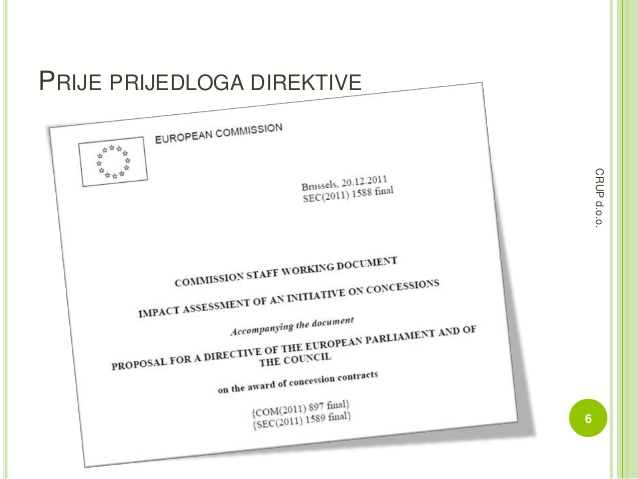 PRIJE PRIJEDLOGA DIREKTIVE
EUROPEAN COMMISSION
Brussels, 20.12.2011
SEC(2011) 1588 final
COMMISSION STAFF WORKING DOCUMENT
IMPACT ASSESSMENT OF AN INITIATIVE ON CONCESSIONS
Accompanying the document
PROPOSAL FOR A DIRECTIVE OF THE EUROPEAN PARLIAMENT AND OF
THE COUNCIL
on the award of concession contracts
{COM(2011) 897 final}
{SEC(2011) 1589 final}
CRUP d.o.o.
6